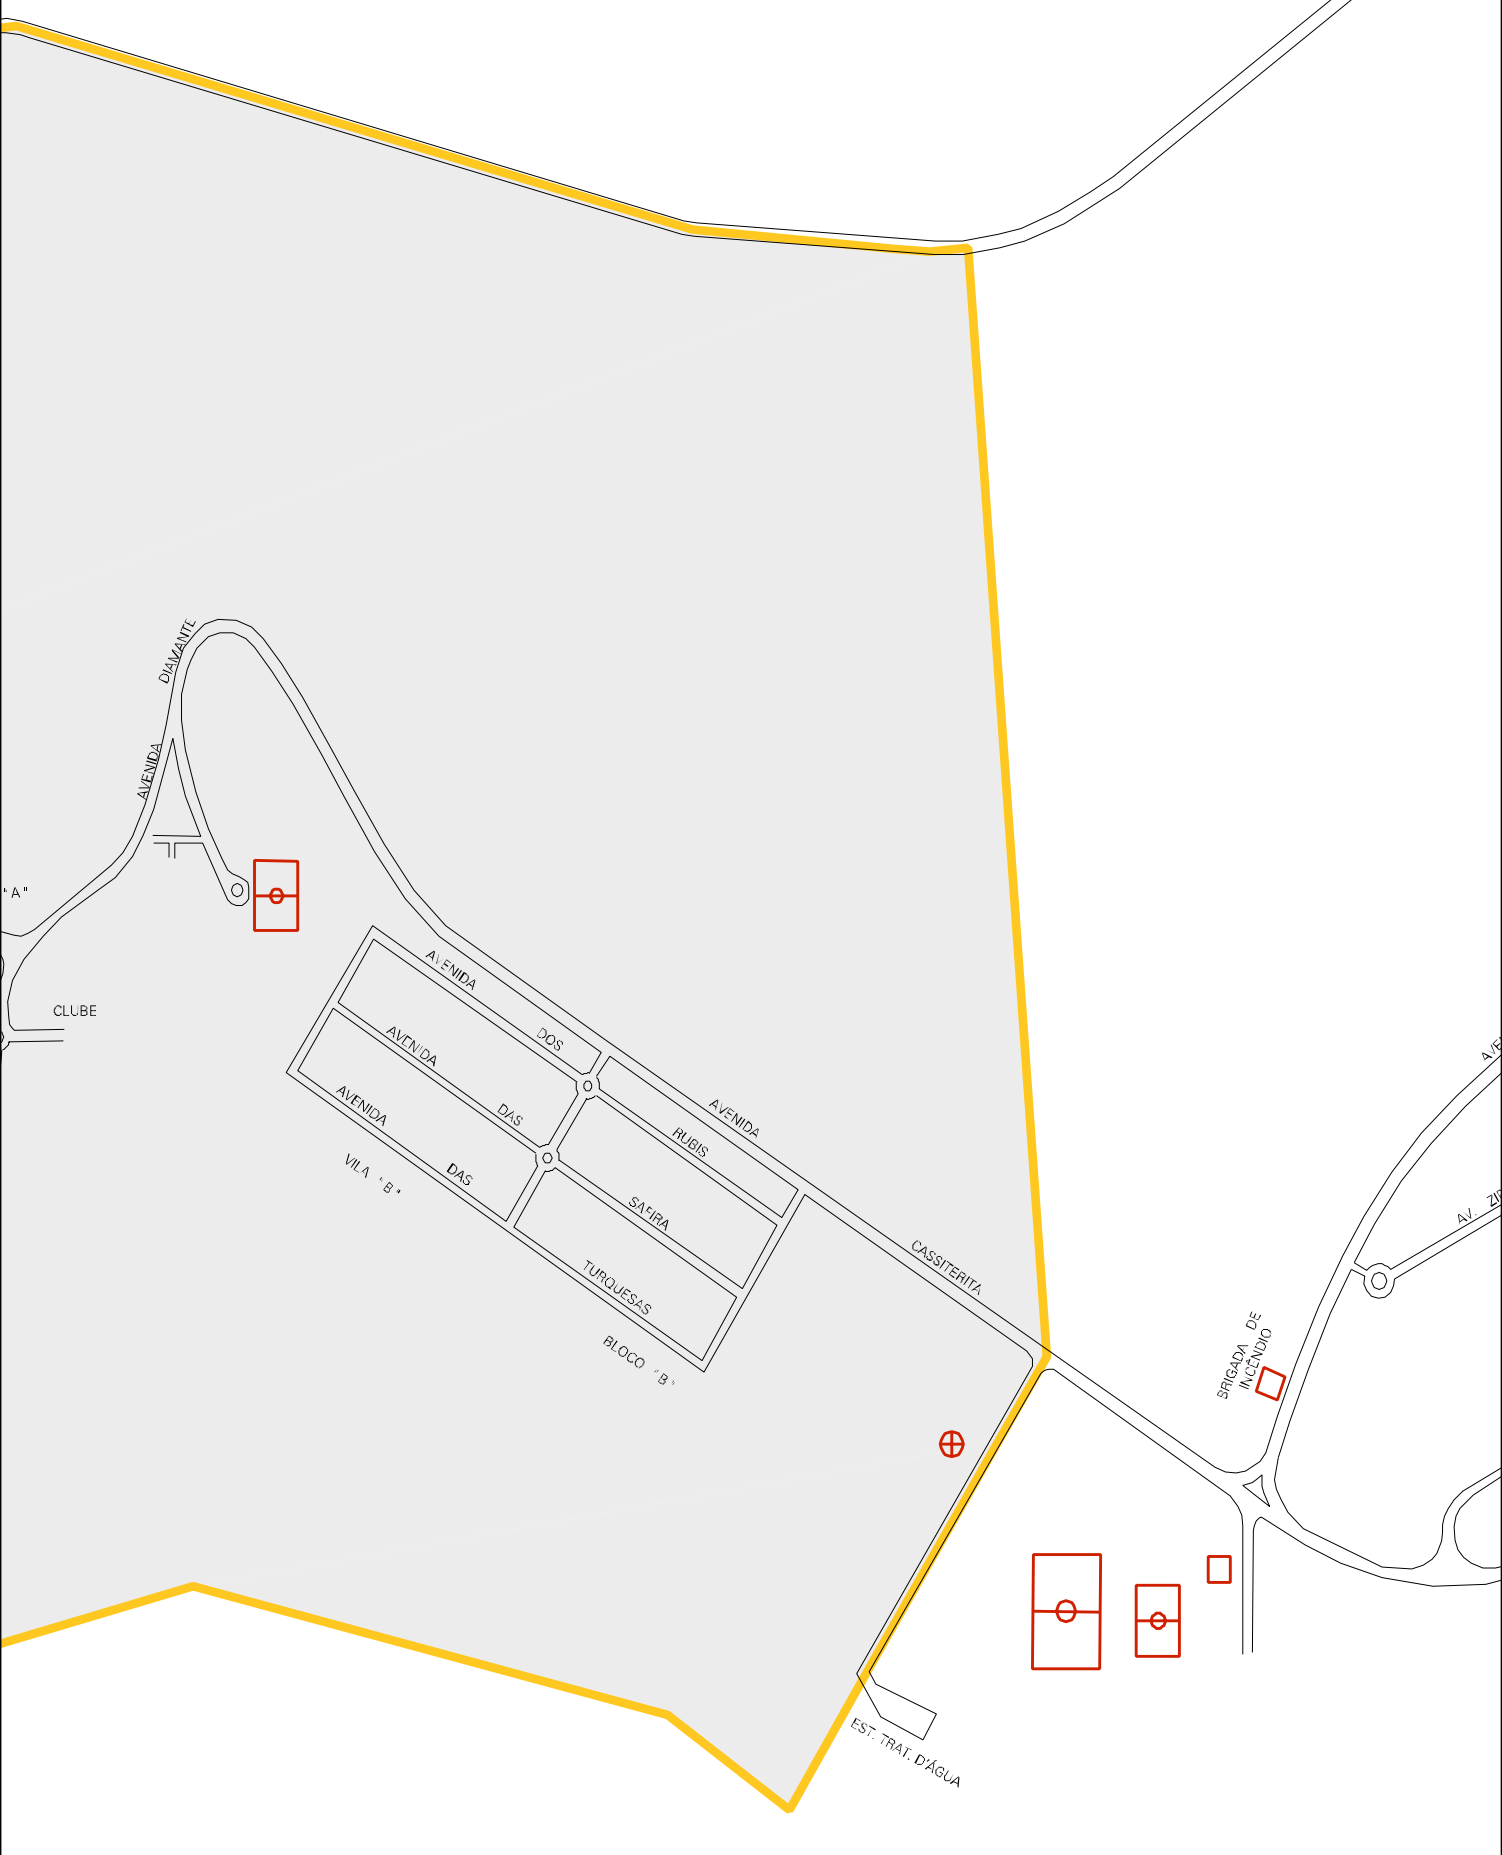 DIAMANTE
AVENIDA
"A"
CLUBE
AVENIDA
DOS
RUBIS
AVENIDA
DAS
SAFIRA
AVENIDA
DAS
TURQUESAS
VILA "B"
BLOCO "B"
AVENIDA
CASSITERITA
BRIGADA DE
INCÊNDIO
AV.
EST. TRAT. D'ÁGUA